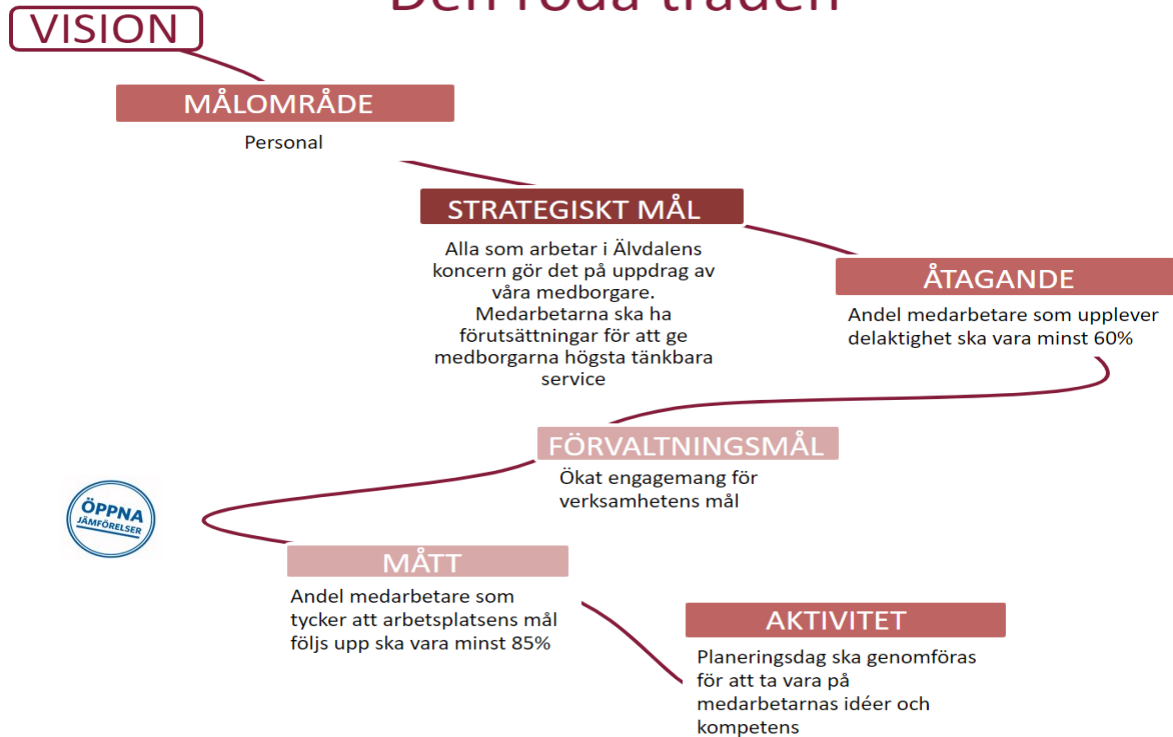 Den röda tråden
VISION
MÅLOMRÅDE
Personal
STRATEGISKT MÅL
Alla som arbetar i Älvdalens
koncern gör det på uppdrag av
våra medborgare.
Medarbetarna ska ha
förutsättningar för att ge
medborgarna högsta tänkbara
service
ÅTAGANDE
Andel medarbetare som upplever
delaktighet ska vara minst 60%
FÖRVALTNINGSMÅL
Ökat engagemang för
verksamhetens mål
ÖPPNA
JÄMFÖRELSER
MÅTT
Andel medarbetare som
tycker att arbetsplatsens mål
följs upp ska vara minst 85%
AKTIVITET
Planeringsdag ska genomföras
för att ta vara på
medarbetarnas idéer och
kompetens